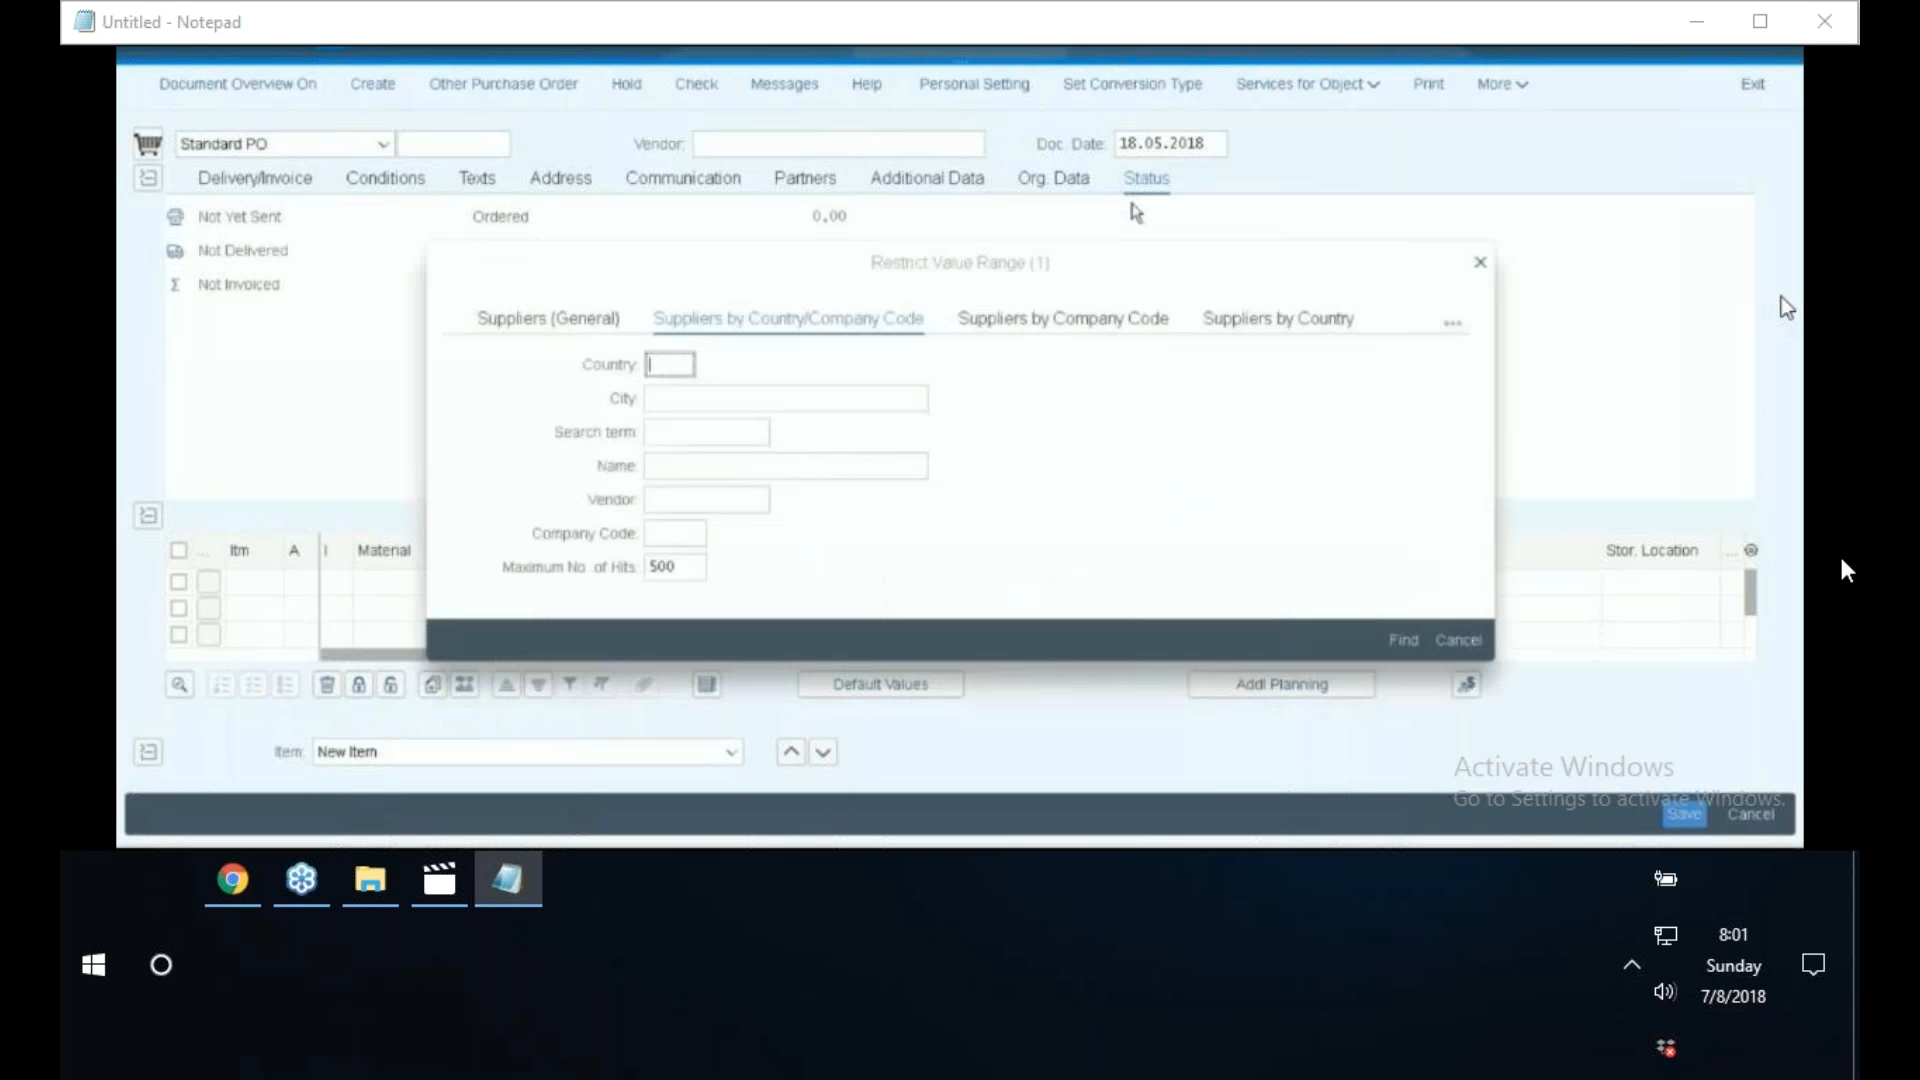 Untitled - Notepad
Document Overview On Create Other Purchase Order Hold Check Messages Help Personal Setting Set Conversion Type Services for Object Print More Exit
Standard PO Vendor: Doc. Date: 18.05.2018
Delivery/Invoice Conditions Texts Address Communication Partners Additional Data Org. Data Status
Not Yet Sent Ordered 0,00
Not Delivered
Not Invoiced
Restrict Value Range (1)
Suppliers (General) Suppliers by Country/Company Code Suppliers by Company Code Suppliers by Country ...
Country:
City:
Search term:
Name:
Vendor:
Company Code:
Maximum No. of Hits: 500
... Itm A I Material Stor. Location ...
Find Cancel
Default Values Addl Planning
Item: New Item
Activate Windows
Go to Settings to activate Windows.
Save Cancel
8:01
Sunday
7/8/2018